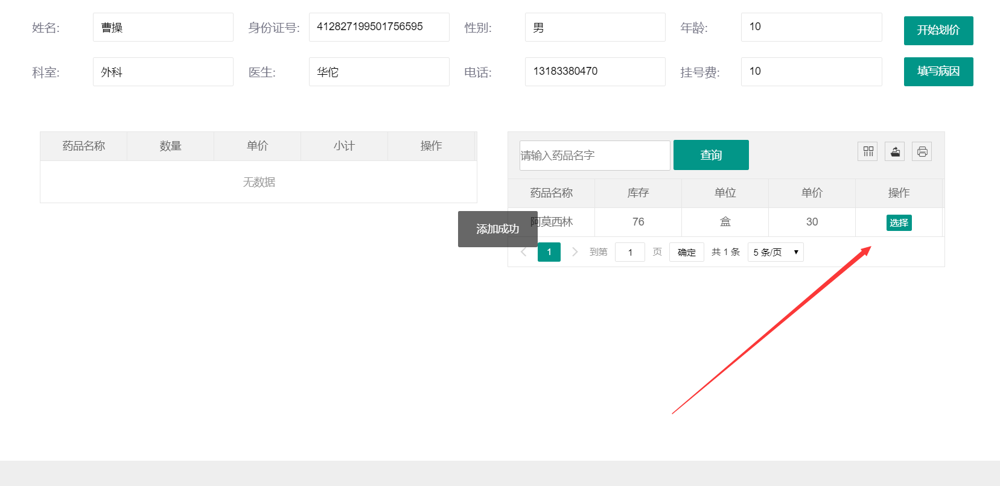 姓名: 曹操 身份证号: 412827199501756595 性别: 男 年龄: 10 开始划价
科室: 外科 医生: 华佗 电话: 13183380470 挂号费: 10 填写病因
药品名称 数量 单价 小计 操作
无数据
请输入药品名字 查询
药品名称 库存 单位 单价 操作
阿莫西林 76 盒 30 选择
添加成功
1 到第 1 页 确定 共 1 条 5 条/页